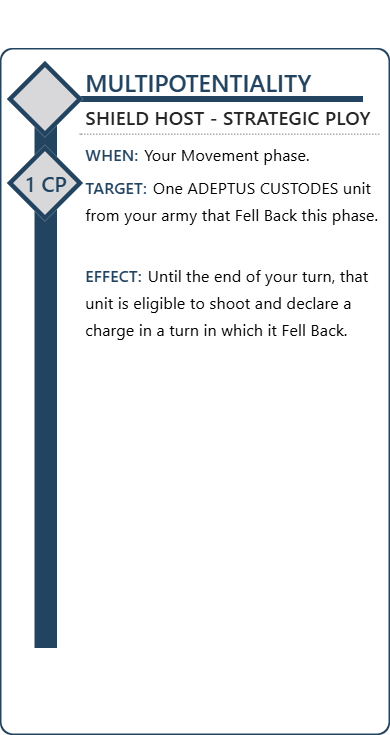 MULTIPOTENTIALITY
SHIELD HOST - STRATEGIC PLOY
WHEN: Your Movement phase.
1 CP
TARGET: One ADEPTUS CUSTODES unit
from your army that Fell Back this phase.
EFFECT: Until the end of your turn, that
unit is eligible to shoot and declare a
charge in a turn in which it Fell Back.